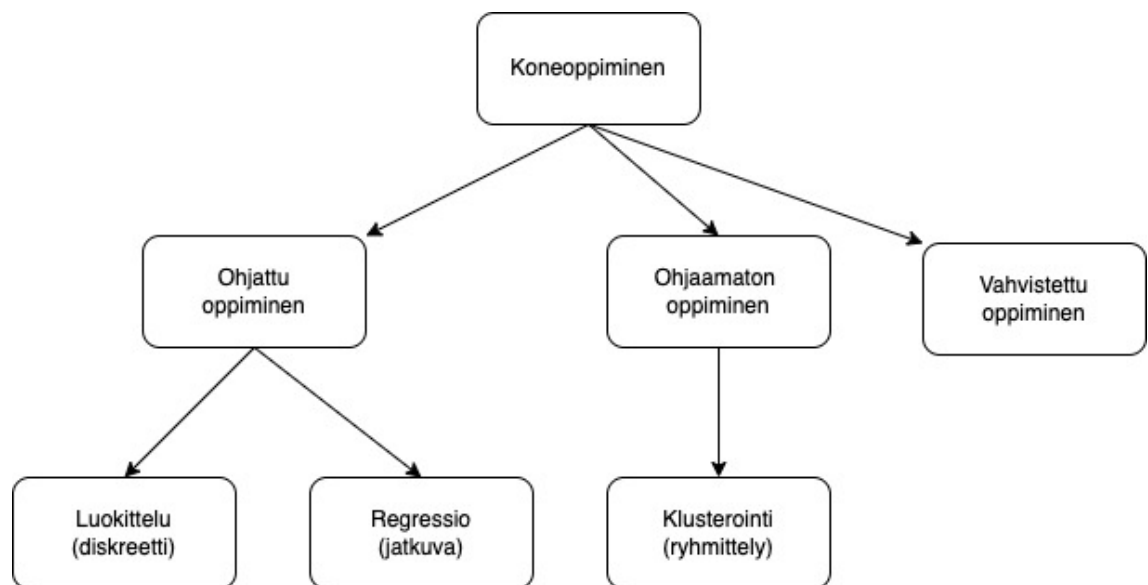 Koneoppiminen
Ohjattu
oppiminen
Ohjaamaton
oppiminen
Vahvistettu
oppiminen
Luokittelu
(diskreetti)
Regressio
(jatkuva)
Klusterointi
(ryhmittely)